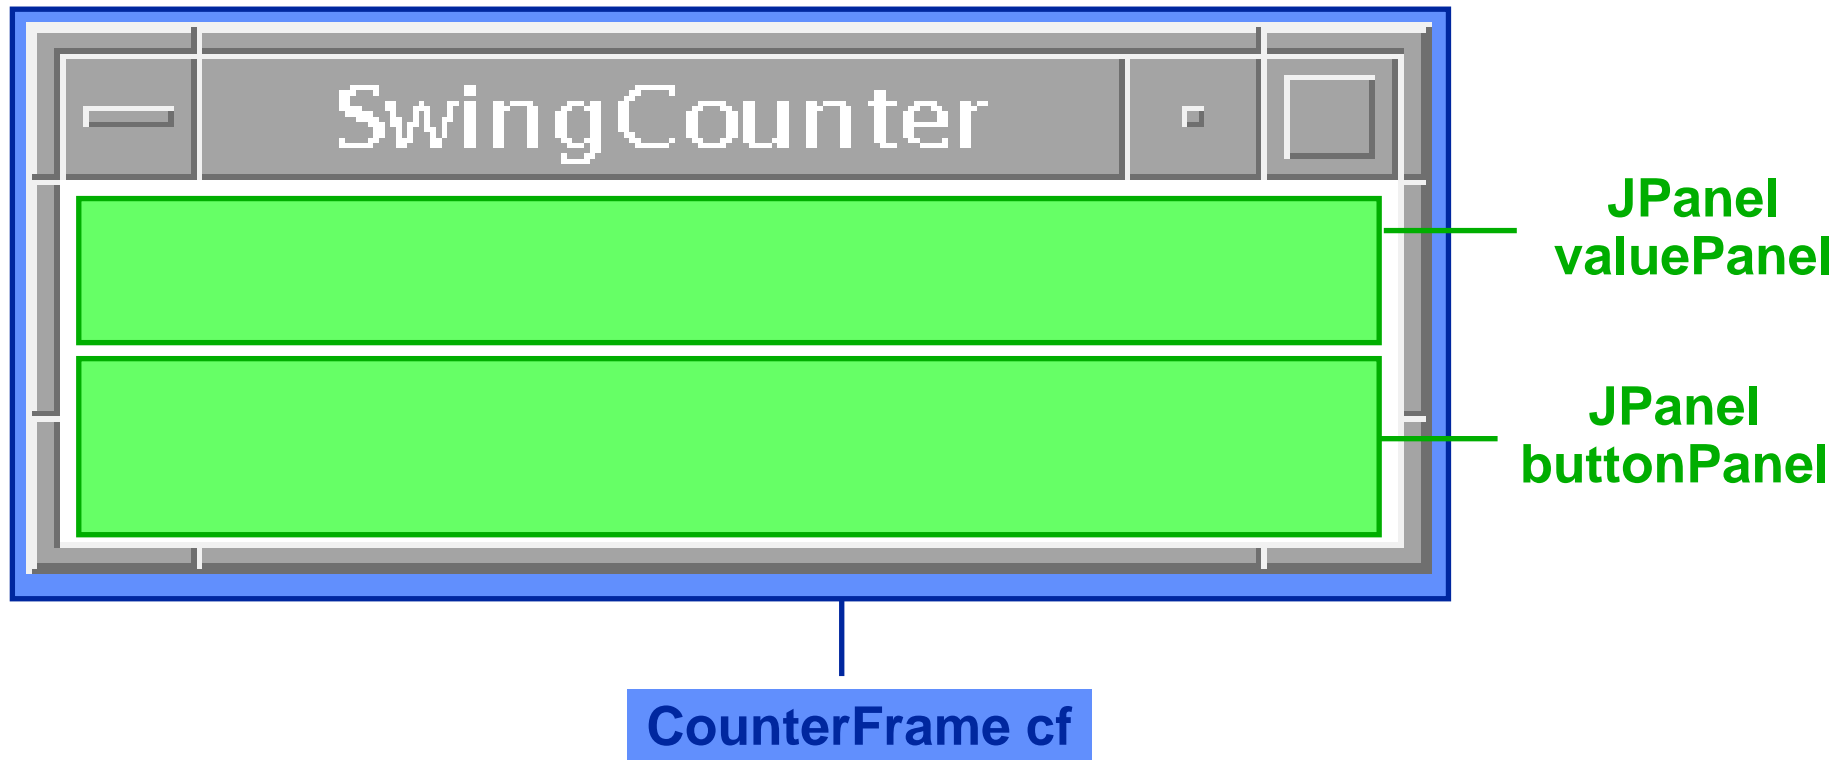 SwingCounter
JPanel
valuePanel
JPanel
buttonPanel
CounterFrame cf